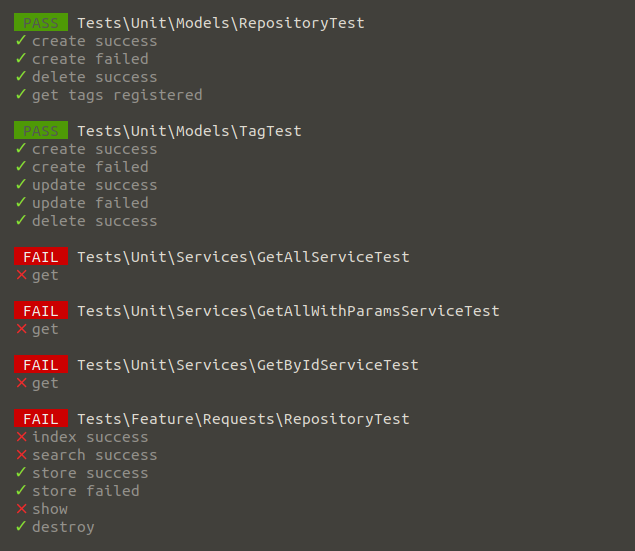 PASS Tests\Unit\Models\RepositoryTest
✓ create success
✓ create failed
✓ delete success
✓ get tags registered
PASS Tests\Unit\Models\TagTest
✓ create success
✓ create failed
✓ update success
✓ update failed
✓ delete success
FAIL Tests\Unit\Services\GetAllServiceTest
✕ get
FAIL Tests\Unit\Services\GetAllWithParamsServiceTest
✕ get
FAIL Tests\Unit\Services\GetByIdServiceTest
✕ get
FAIL Tests\Feature\Requests\RepositoryTest
✕ index success
✕ search success
✓ store success
✓ store failed
✕ show
✓ destroy